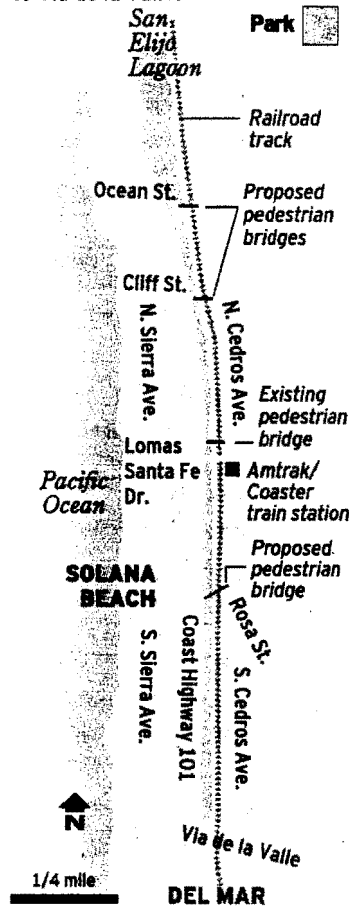 San
Elijo
Lagoon
Park
Railroad
track
Ocean St.
Proposed
pedestrian
bridges
Cliff St.
N. Sierra Ave.
N. Cedros Ave.
Existing
pedestrian
bridge
Lomas
Santa Fe
Dr.
Amtrak/
Coaster
train station
Pacific
Ocean
Proposed
pedestrian
bridge
SOLANA
BEACH
Rosa St.
S. Sierra Ave.
Coast Highway 101
S. Cedros Ave.
N
Via de la Valle
1/4 mile
DEL MAR